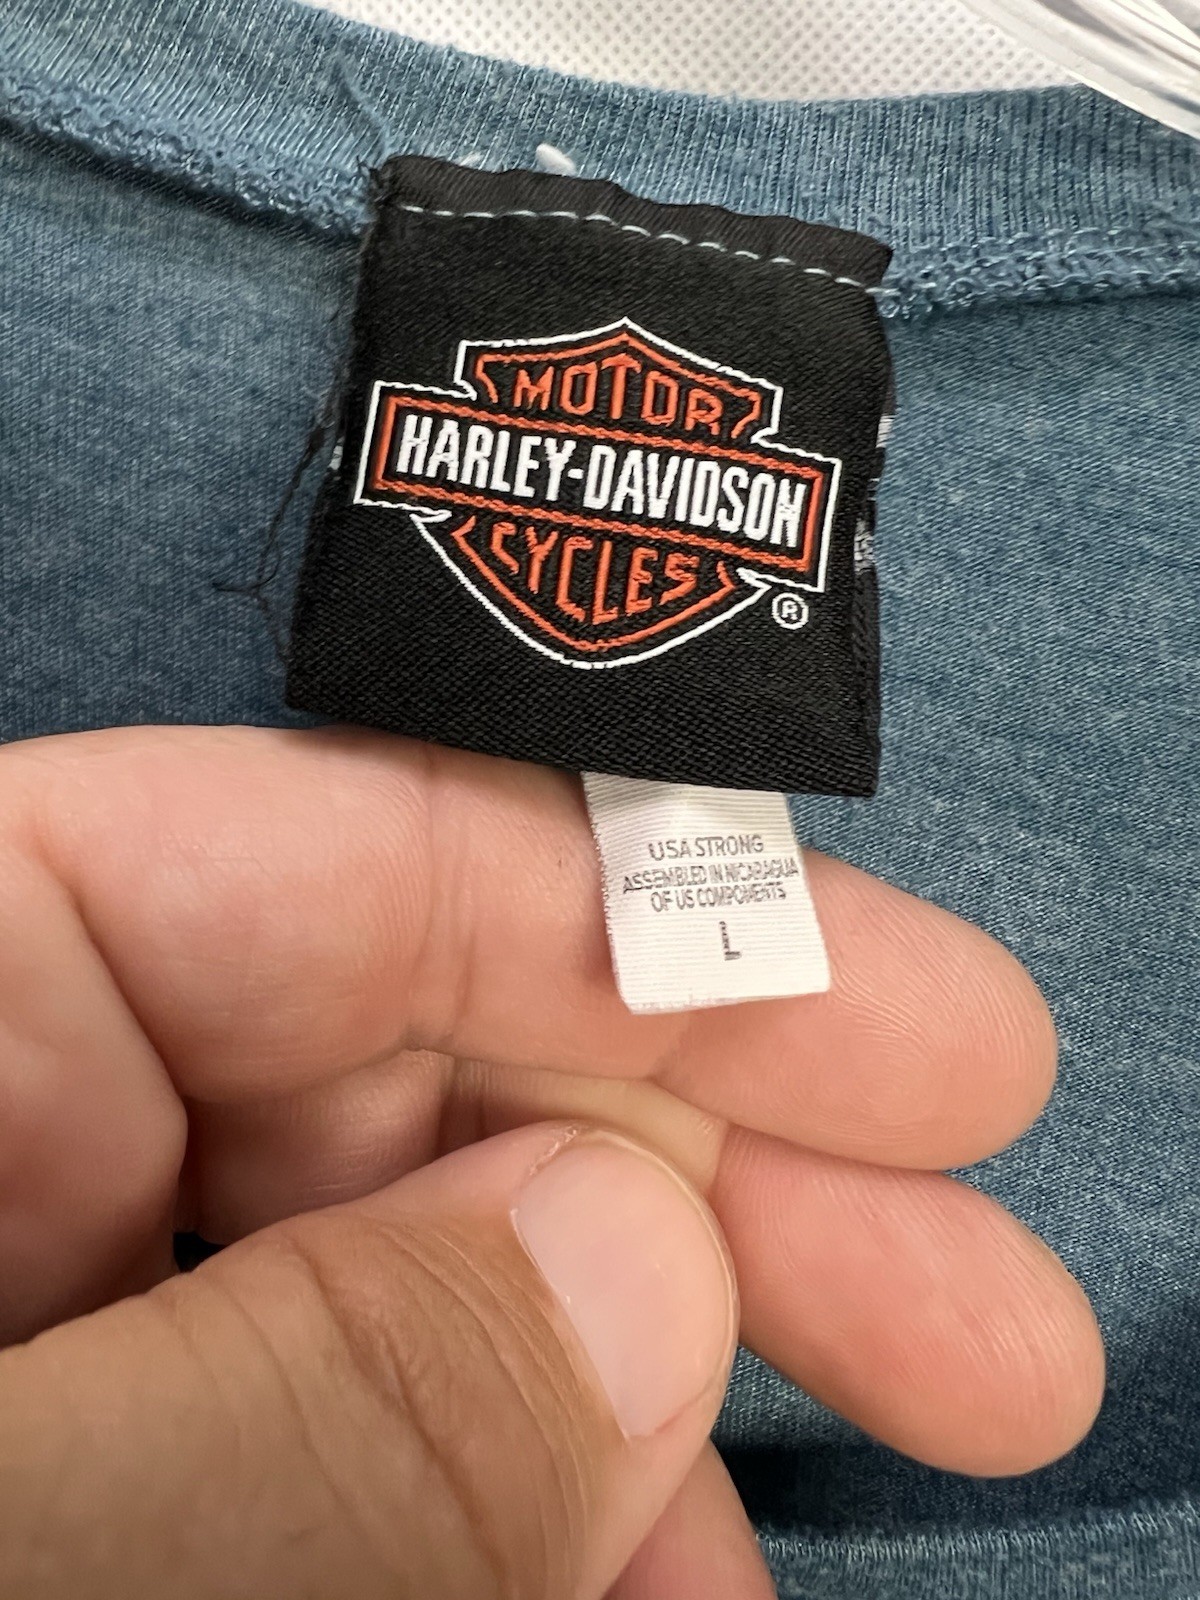 MOTOR
HARLEY-DAVIDSON
CYCLES
®
USA STRONG
ASSEMBLED IN NICARAGUA
OF US COMPONENTS
L